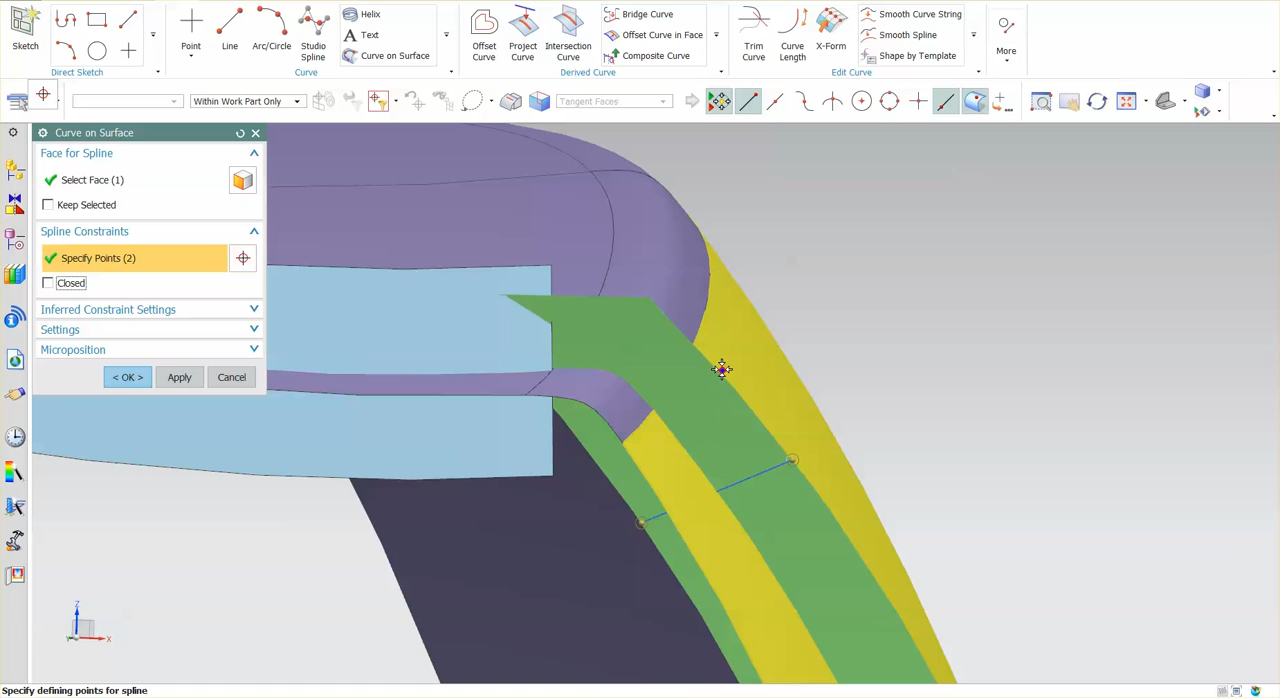 Sketch
Direct Sketch
Point
Line
Arc/Circle
Studio Spline
Helix
Text
Curve on Surface
Curve
Offset Curve
Project Curve
Intersection Curve
Bridge Curve
Offset Curve in Face
Composite Curve
Derived Curve
Trim Curve
Curve Length
X-Form
Smooth Curve String
Smooth Spline
Shape by Template
Edit Curve
More
Within Work Part Only
Tangent Faces
Curve on Surface
Face for Spline
Select Face (1)
Keep Selected
Spline Constraints
Specify Points (2)
Closed
Inferred Constraint Settings
Settings
Microposition
< OK >
Apply
Cancel
Z
Y
X
Specify defining points for spline